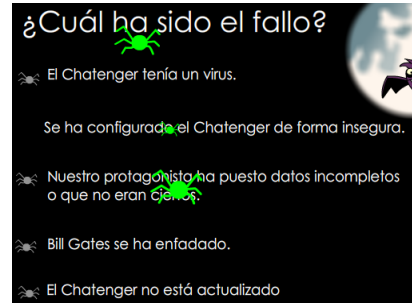 ¿Cuál ha sido el fallo?
El Chatenger tenía un virus.
Se ha configurado el Chatenger de forma insegura.
Nuestro protagonista ha puesto datos incompletos
o que no eran ciertos.
Bill Gates se ha enfadado.
El Chatenger no está actualizado